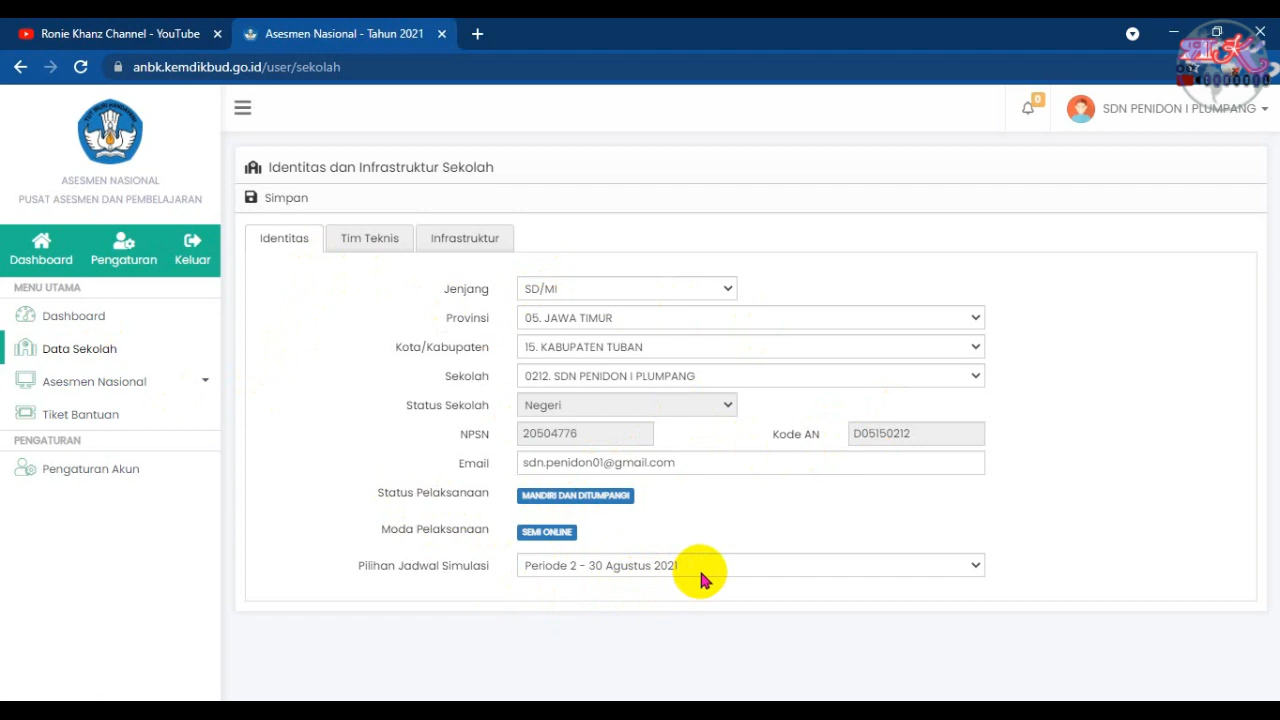 Ronie Khanz Channel - YouTube
Asesmen Nasional - Tahun 2021
anbk.kemdikbud.go.id/user/sekolah
0
SDN PENIDON I PLUMPANG
ASESMEN NASIONAL
PUSAT ASESMEN DAN PEMBELAJARAN
Dashboard
Pengaturan
Keluar
MENU UTAMA
Dashboard
Data Sekolah
Asesmen Nasional
Tiket Bantuan
PENGATURAN
Pengaturan Akun
Identitas dan Infrastruktur Sekolah
Simpan
Identitas
Tim Teknis
Infrastruktur
Jenjang SD/MI
Provinsi 05. JAWA TIMUR
Kota/Kabupaten 15. KABUPATEN TUBAN
Sekolah 0212. SDN PENIDON I PLUMPANG
Status Sekolah Negeri
NPSN 20504776 Kode AN D05150212
Email sdn.penidon01@gmail.com
Status Pelaksanaan MANDIRI DAN DITUMPANGI
Moda Pelaksanaan SEMI ONLINE
Pilihan Jadwal Simulasi Periode 2 - 30 Agustus 2021